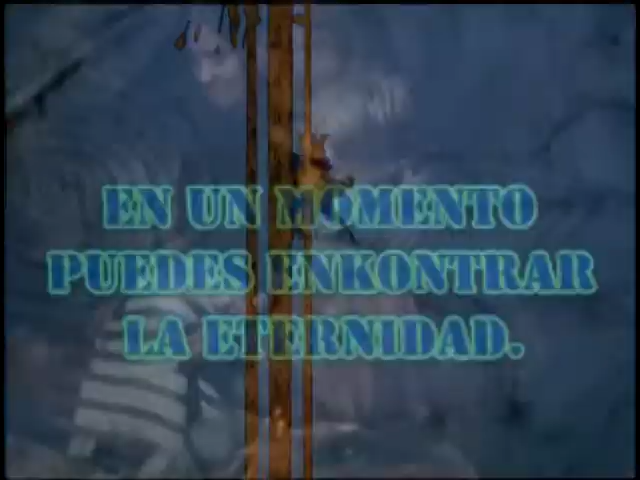 EN UN MOMENTO
PUEDES ENKONTRAR
LA ETERNIDAD.